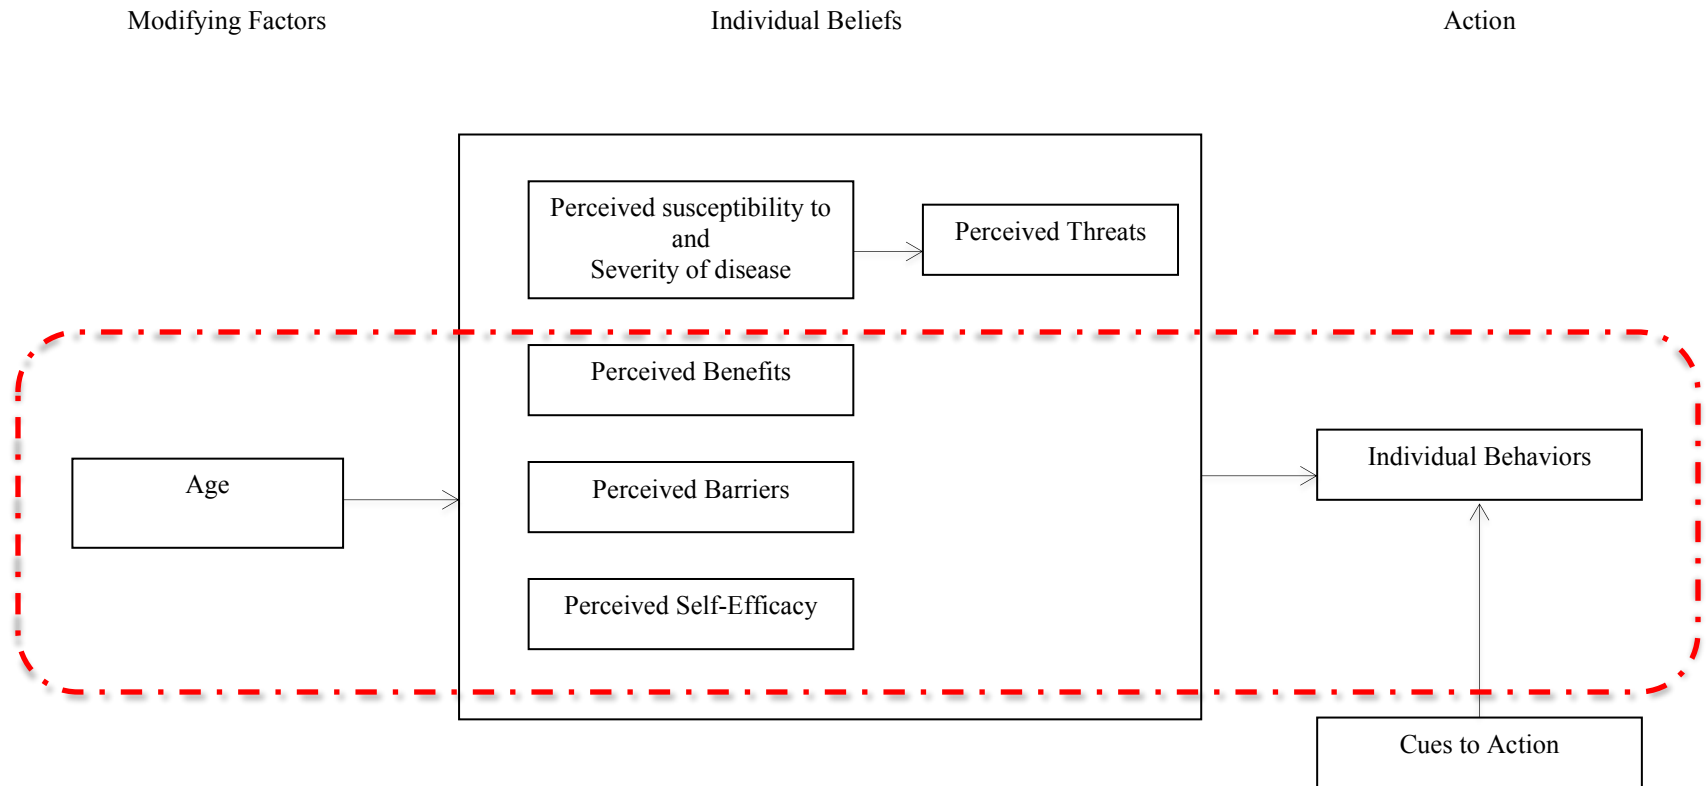 Modifying Factors
Individual Beliefs
Action
Perceived susceptibility to
and
Severity of disease
Perceived Threats
Perceived Benefits
Age
Perceived Barriers
Individual Behaviors
Perceived Self-Efficacy
Cues to Action